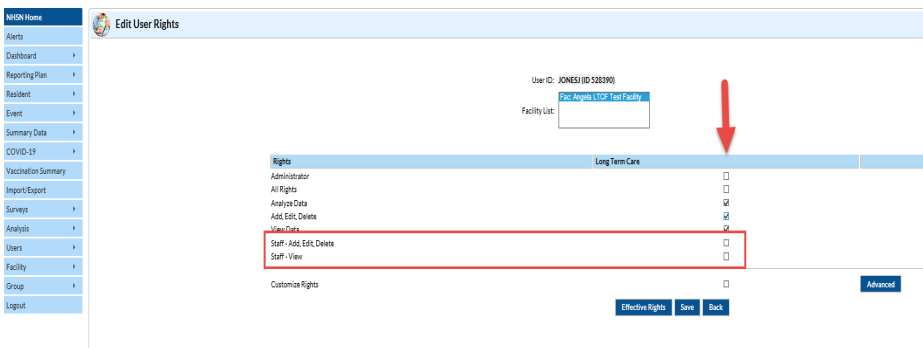 NHSN Home
Alerts
Dashboard
Reporting Plan
Resident
Event
Summary Data
COVID-19
Vaccination Summary
Import/Export
Surveys
Analysis
Users
Facility
Group
Logout
Edit User Rights
User ID: JONESJ (ID 528390)
Facility List: Fac: Angela LTCF Test Facility
Rights Long Term Care
Administrator
All Rights
Analyze Data
Add, Edit, Delete
View Data
Staff - Add, Edit, Delete
Staff - View
Customize Rights Advanced
Effective Rights Save Back